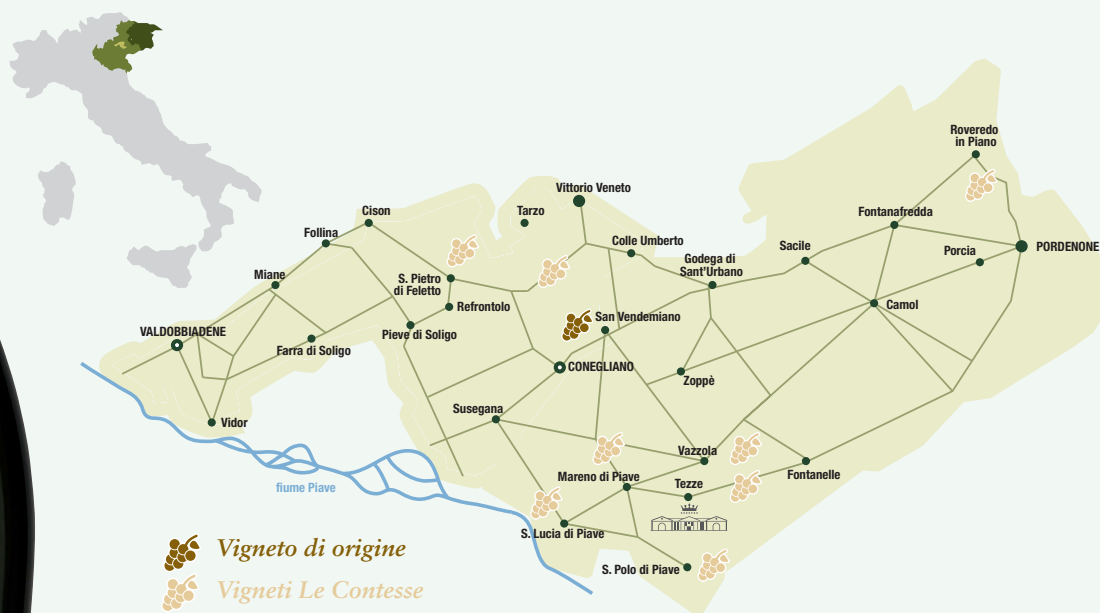 Roveredo
in Piano
Vittorio Veneto
Cison
Tarzo
Fontanafredda
Follina
Colle Umberto
Sacile
PORDENONE
Porcia
Godega di
Sant'Urbano
Miane
S. Pietro
di Feletto
Refrontolo
Camol
San Vendemiano
VALDOBBIADENE
Pieve di Soligo
Farra di Soligo
CONEGLIANO
Zoppè
Susegana
Vidor
Vazzola
Mareno di Piave
Tezze
Fontanelle
fiume Piave
S. Lucia di Piave
S. Polo di Piave
Vigneto di origine
Vigneti Le Contesse